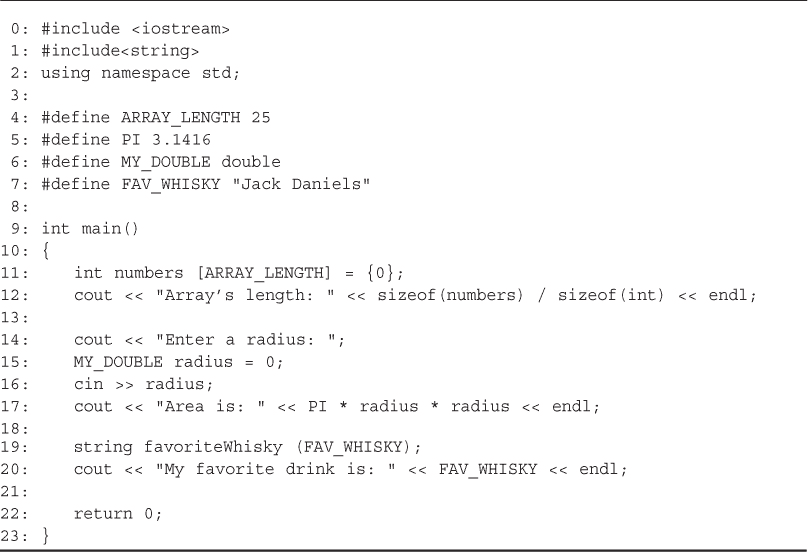 0: #include <iostream>
1: #include<string>
2: using namespace std;
3:
4: #define ARRAY_LENGTH 25
5: #define PI 3.1416
6: #define MY_DOUBLE double
7: #define FAV_WHISKY "Jack Daniels"
8:
9: int main()
10: {
11:    int numbers [ARRAY_LENGTH] = {0};
12:    cout << "Array’s length: " << sizeof(numbers) / sizeof(int) << endl;
13:
14:    cout << "Enter a radius: ";
15:    MY_DOUBLE radius = 0;
16:    cin >> radius;
17:    cout << "Area is: " << PI * radius * radius << endl;
18:
19:    string favoriteWhisky (FAV_WHISKY);
20:    cout << "My favorite drink is: " << FAV_WHISKY << endl;
21:
22:    return 0;
23: }